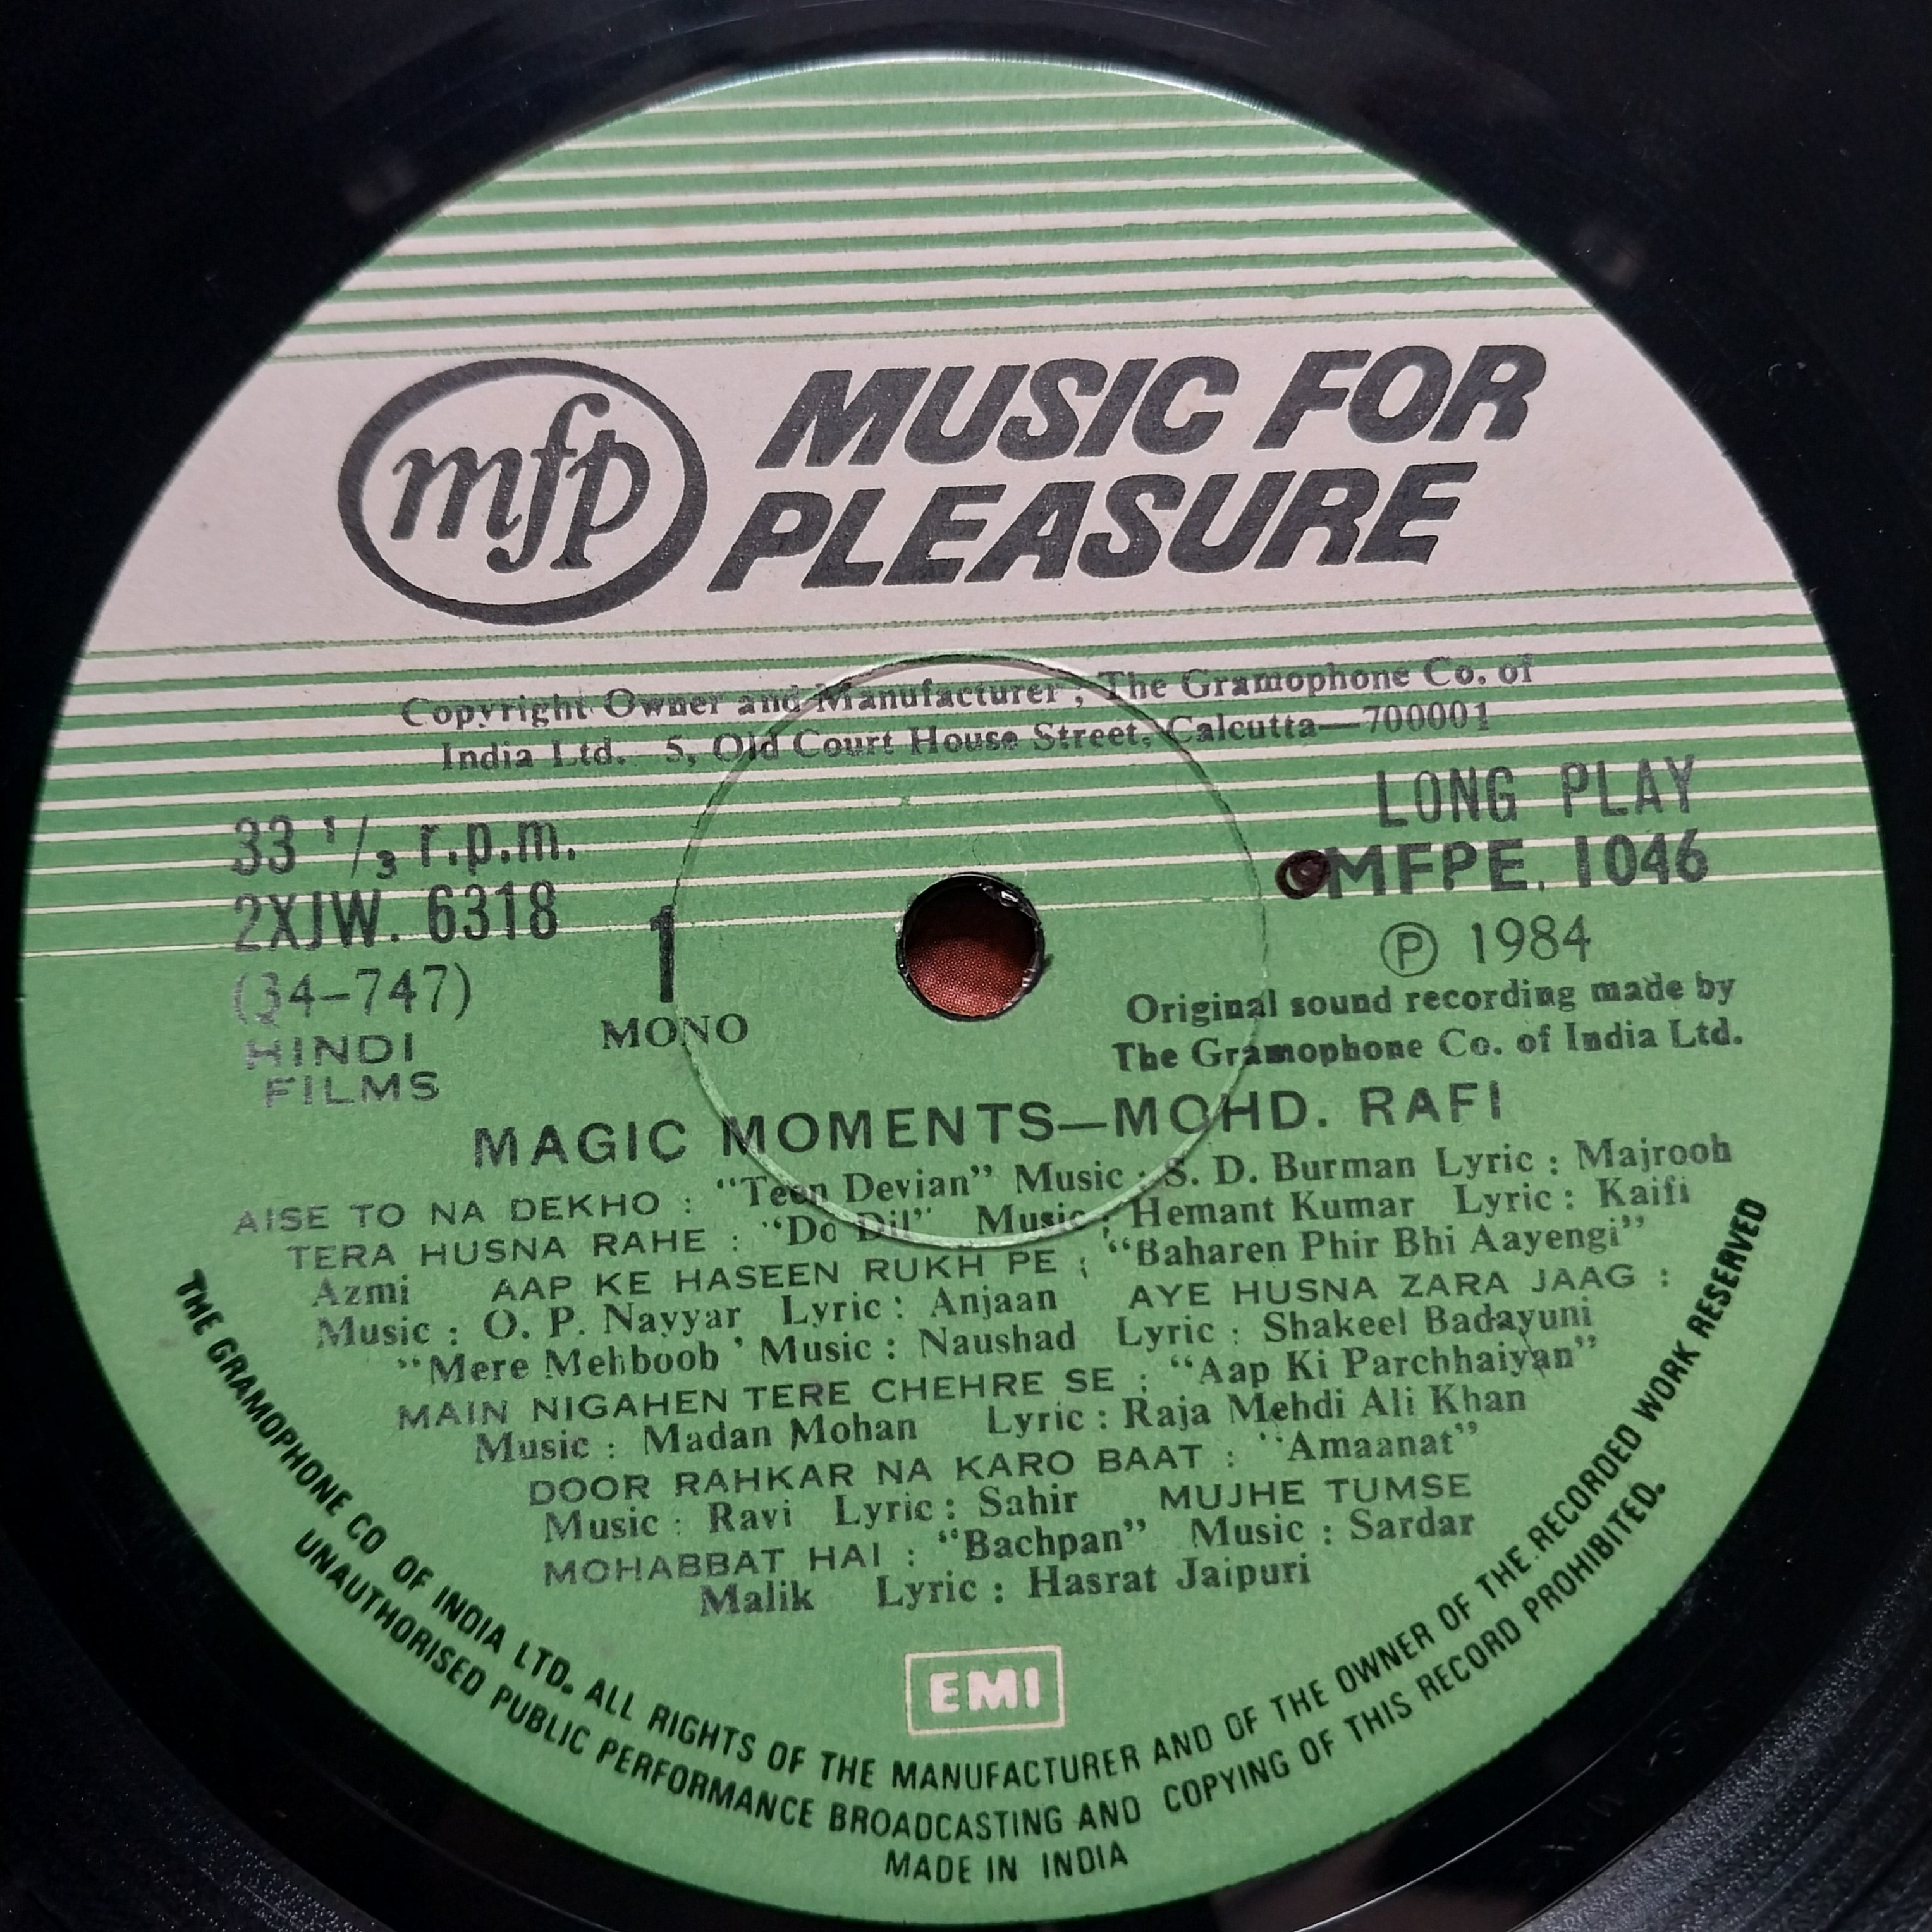 mfp
MUSIC FOR
PLEASURE
Copyright Owner and Manufacturer ; The Gramophone Co. of
India Ltd. 5, Old Court House Street, Calcutta—700001
33 1/3 r.p.m.
2XJW. 6318
(34-747)
HINDI
FILMS
1
MONO
LONG PLAY
MFPE. 1046
Ⓟ 1984
Original sound recording made by
The Gramophone Co. of India Ltd.
MAGIC MOMENTS—MOHD. RAFI
AISE TO NA DEKHO : “Teen Devian” Music : S. D. Burman Lyric : Majrooh
TERA HUSNA RAHE : “Do Dil” Music : Hemant Kumar Lyric : Kaifi
Azmi AAP KE HASEEN RUKH PE ; “Baharen Phir Bhi Aayengi”
Music : O. P. Nayyar Lyric : Anjaan AYE HUSNA ZARA JAAG :
“Mere Mehboob’ Music : Naushad Lyric : Shakeel Badayuni
MAIN NIGAHEN TERE CHEHRE SE : “Aap Ki Parchhaiyan”
Music : Madan Mohan Lyric : Raja Mehdi Ali Khan
DOOR RAHKAR NA KARO BAAT : “Amaanat”
Music : Ravi Lyric : Sahir MUJHE TUMSE
MOHABBAT HAI : “Bachpan” Music : Sardar
Malik Lyric : Hasrat Jaipuri
EMI
THE GRAMOPHONE CO OF INDIA LTD. ALL RIGHTS OF THE MANUFACTURER AND OF THE OWNER OF THE RECORDED WORK RESERVED
UNAUTHORISED PUBLIC PERFORMANCE BROADCASTING AND COPYING OF THIS RECORD PROHIBITED.
MADE IN INDIA